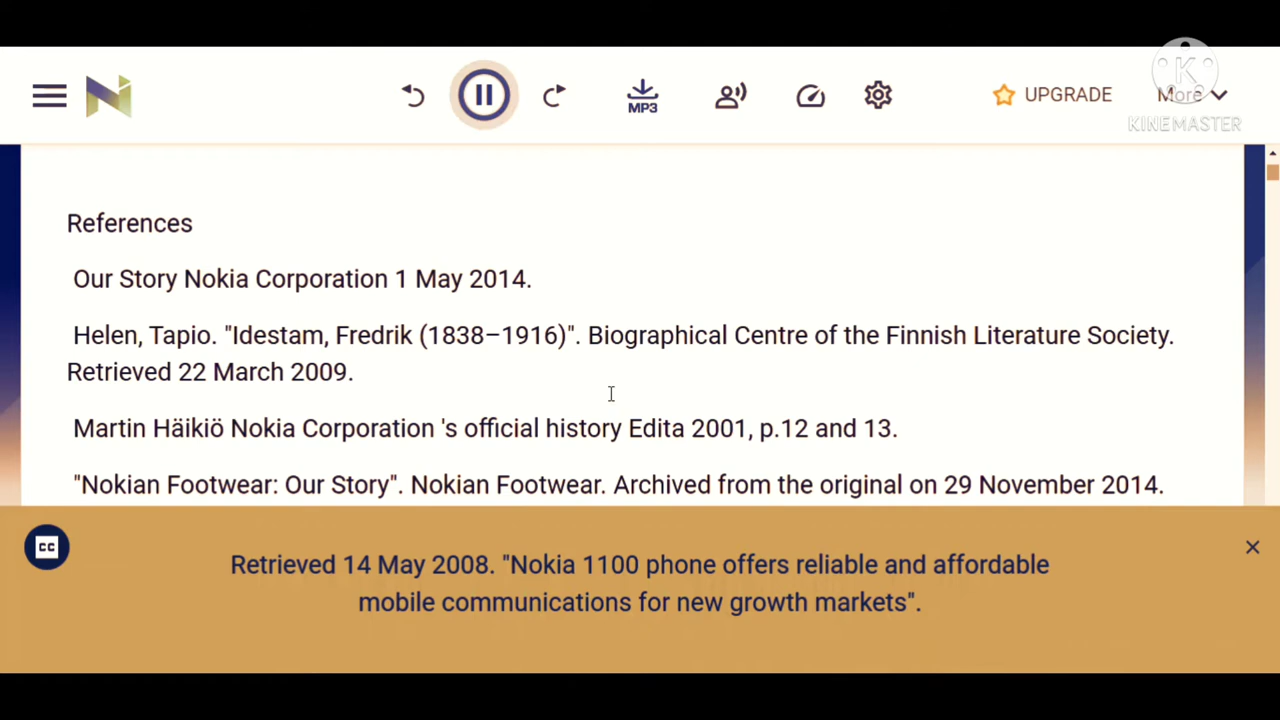 MP3
UPGRADE
More
K
KINEMASTER
References
Our Story Nokia Corporation 1 May 2014.
Helen, Tapio. "Idestam, Fredrik (1838–1916)". Biographical Centre of the Finnish Literature Society.
Retrieved 22 March 2009.
Martin Häikiö Nokia Corporation 's official history Edita 2001, p.12 and 13.
"Nokian Footwear: Our Story". Nokian Footwear. Archived from the original on 29 November 2014.
CC
Retrieved 14 May 2008. "Nokia 1100 phone offers reliable and affordable
mobile communications for new growth markets".